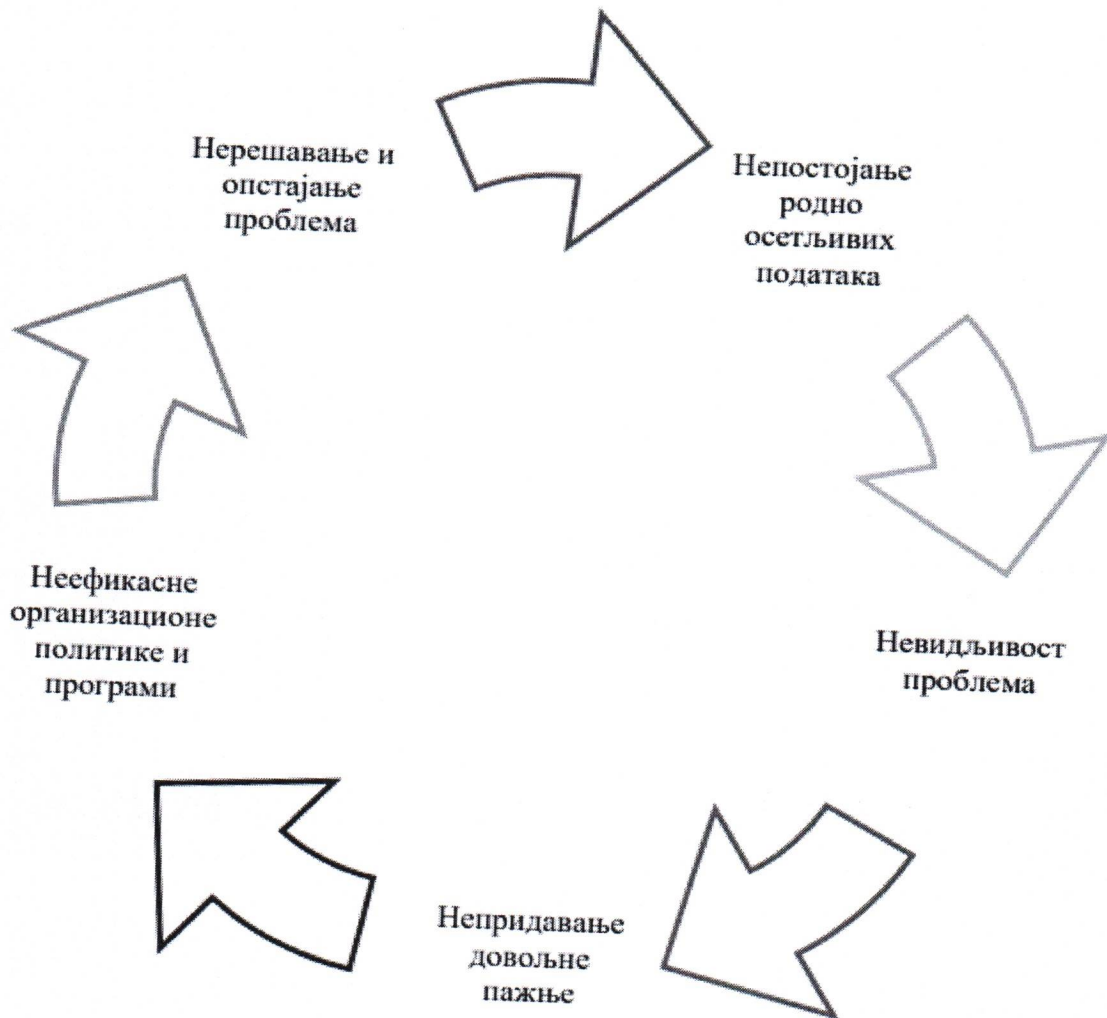 Нерешавање и
опстајање
проблема
Непостојање
родно
осетљивих
података
Невидљивост
проблема
Непридавање
довољне
пажње
Неефикасне
организационе
политике и
програми